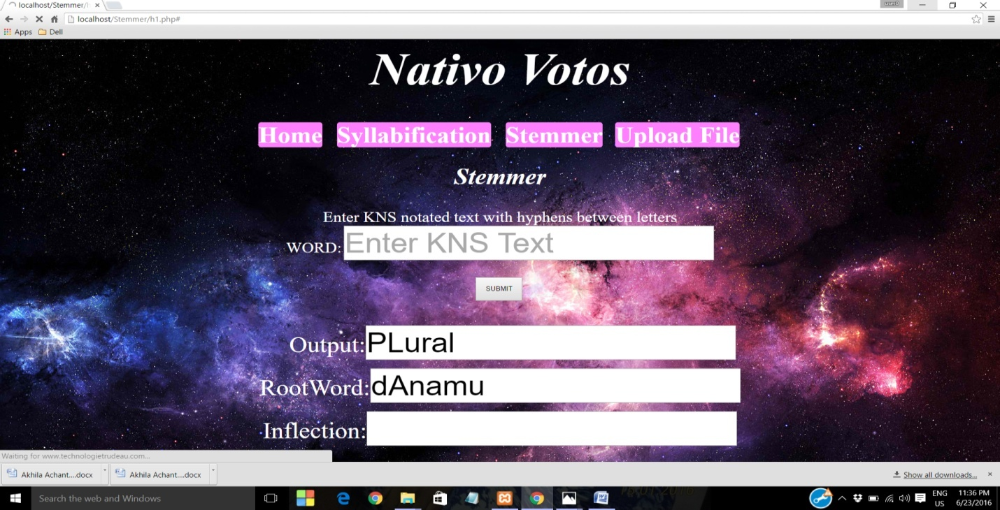 localhost/Stemmer/
localhost/Stemmer/h1.php#
Apps Dell
Nativo Votos
Home Syllabification Stemmer Upload File
Stemmer
Enter KNS notated text with hyphens between letters
WORD: Enter KNS Text
SUBMIT
Output: PLural
RootWord: dAnamu
Inflection:
Waiting for www.technologietrudeau.com...
Akhila Achant....docx Akhila Achant....docx Show all downloads...
Search the web and Windows
ENG 11:36 PM
US 6/23/2016